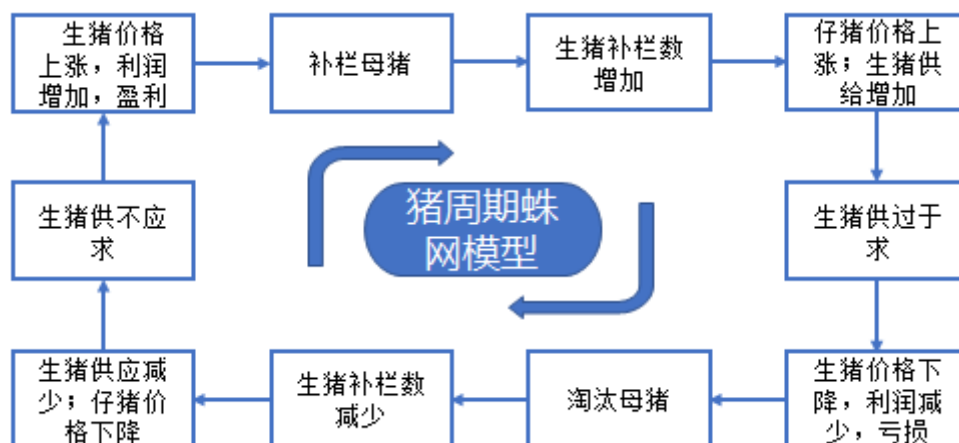 生猪价格
上涨，利润
增加，盈利
补栏母猪
生猪补栏数
增加
仔猪价格上
涨；生猪供
给增加
生猪供不应
求
猪周期蛛
网模型
生猪供过于
求
生猪供应减
少；仔猪价
格下降
生猪补栏数
减少
淘汰母猪
生猪价格下
降，利润减
少，亏损